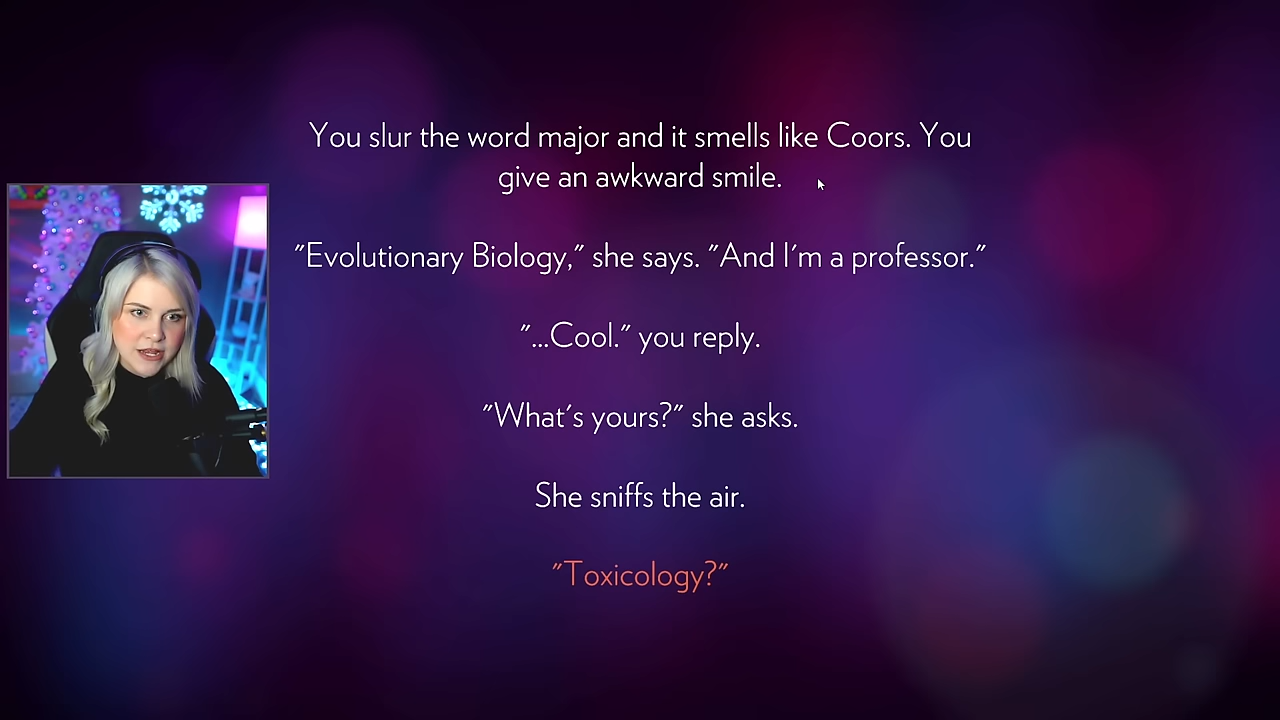 You slur the word major and it smells like Coors. You
give an awkward smile.
"Evolutionary Biology," she says. "And I'm a professor."
"...Cool." you reply.
"What's yours?" she asks.
She sniffs the air.
"Toxicology?"